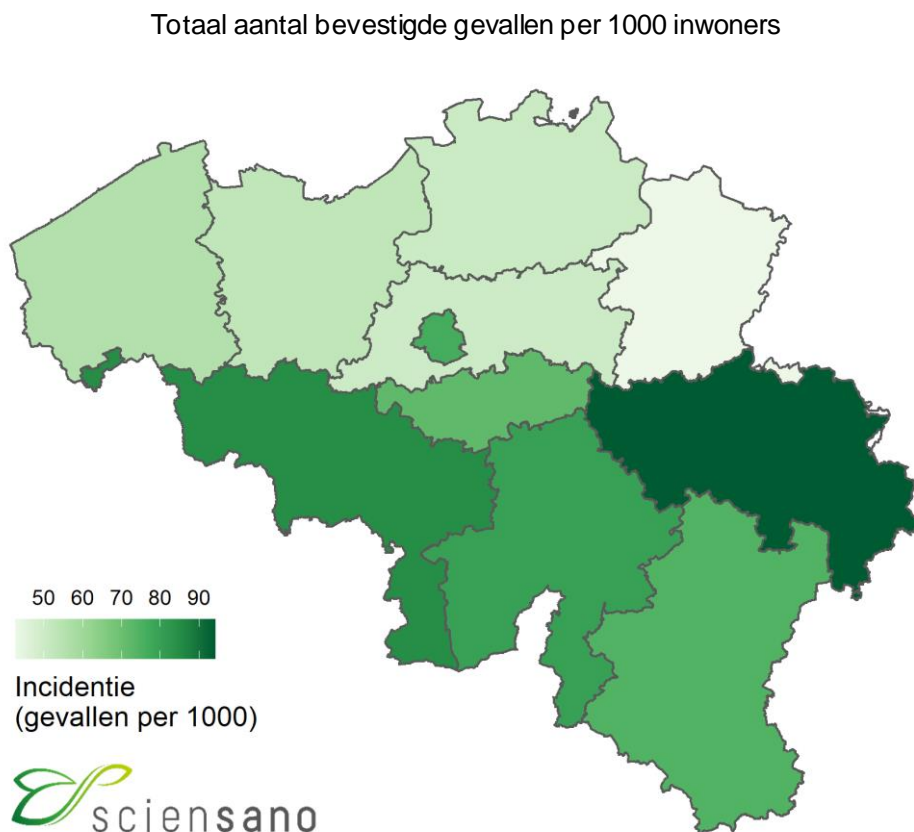 Totaal aantal bevestigde gevallen per 1000 inwoners
50 60 70 80 90
Incidentie
(gevallen per 1000)
sciensano